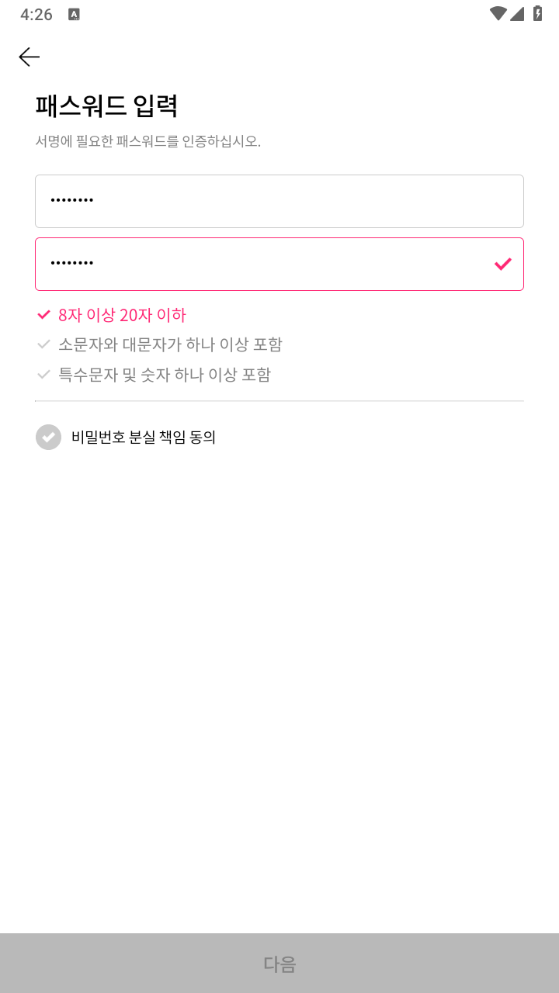 4:26
A
패스워드 입력
서명에 필요한 패스워드를 인증하십시오.
••••••••
••••••••
8자 이상 20자 이하
소문자와 대문자가 하나 이상 포함
특수문자 및 숫자 하나 이상 포함
비밀번호 분실 책임 동의
다음